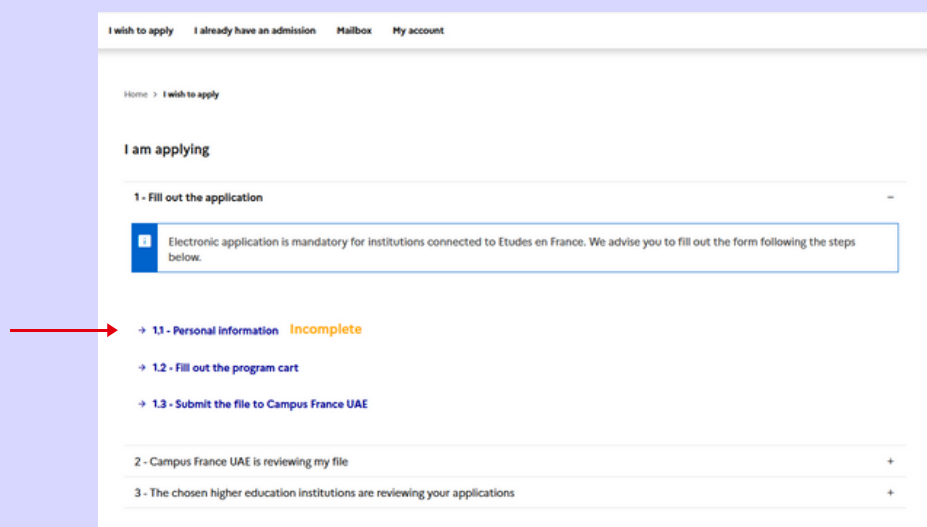 I wish to apply I already have an admission Mailbox My account
Home > I wish to apply
I am applying
1 - Fill out the application −
i Electronic application is mandatory for institutions connected to Etudes en France. We advise you to fill out the form following the steps
below.
→ 1.1 - Personal information Incomplete
→ 1.2 - Fill out the program cart
→ 1.3 - Submit the file to Campus France UAE
2 - Campus France UAE is reviewing my file +
3 - The chosen higher education institutions are reviewing your applications +